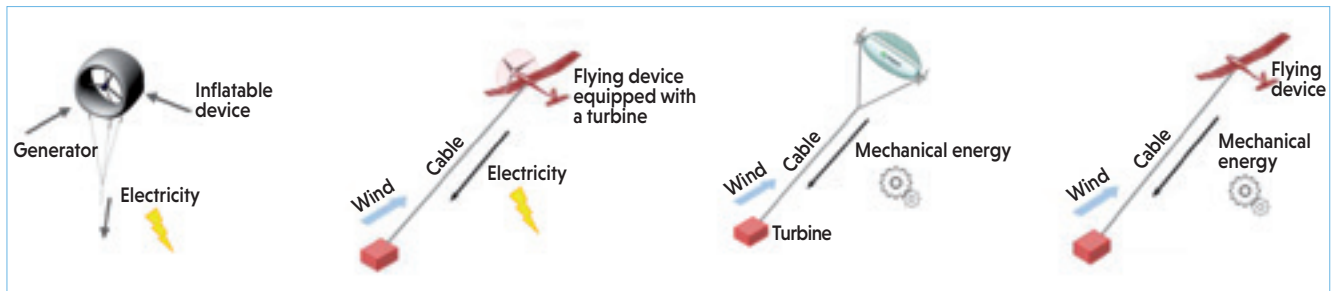 Inflatable
device
Generator
Electricity
Flying device
equipped with
a turbine
Cable
Wind
Electricity
Cable
Mechanical energy
Wind
Turbine
Flying
device
Cable
Mechanical
energy
Wind